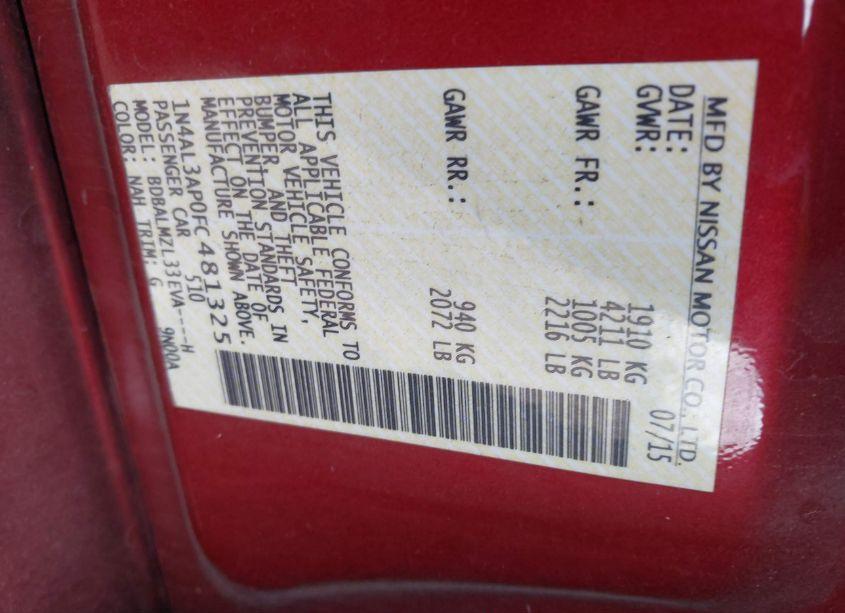 MFD BY NISSAN MOTOR CO., LTD.
DATE: 07/15
GVWR: 1910 KG
4211 LB
GAWR FR.: 1005 KG
2216 LB
GAWR RR.: 940 KG
2072 LB
THIS VEHICLE CONFORMS TO
ALL APPLICABLE FEDERAL
MOTOR VEHICLE SAFETY,
BUMPER, AND THEFT
PREVENTION STANDARDS IN
EFFECT ON THE DATE OF
MANUFACTURE SHOWN ABOVE.
1N4AL3AP0FC481325
PASSENGER CAR 510
MODEL: BDBALMZL33EVA----H
COLOR: NAH TRIM: G 9N00A